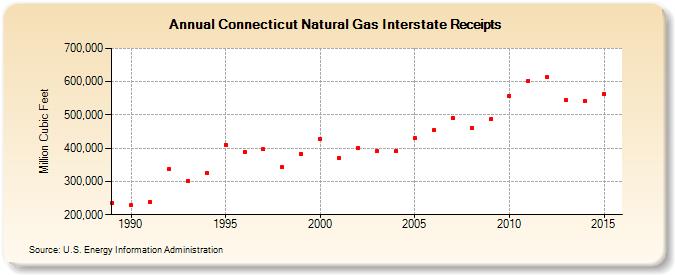 Annual Connecticut Natural Gas Interstate Receipts
Million Cubic Feet
700,000
600,000
500,000
400,000
300,000
200,000
1990 1995 2000 2005 2010 2015
Source: U.S. Energy Information Administration